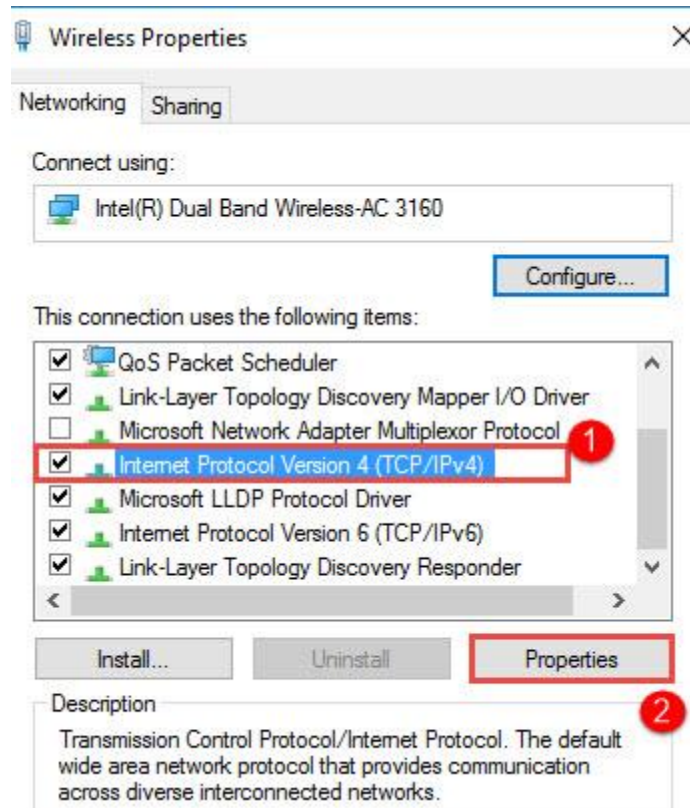 Wireless Properties
Networking
Sharing
Connect using:
Intel(R) Dual Band Wireless-AC 3160
Configure...
This connection uses the following items:
QoS Packet Scheduler
Link-Layer Topology Discovery Mapper I/O Driver
Microsoft Network Adapter Multiplexor Protocol
1
Internet Protocol Version 4 (TCP/IPv4)
Microsoft LLDP Protocol Driver
Internet Protocol Version 6 (TCP/IPv6)
Link-Layer Topology Discovery Responder
Install...
Uninstall
Properties
2
Description
Transmission Control Protocol/Internet Protocol. The default
wide area network protocol that provides communication
across diverse interconnected networks.